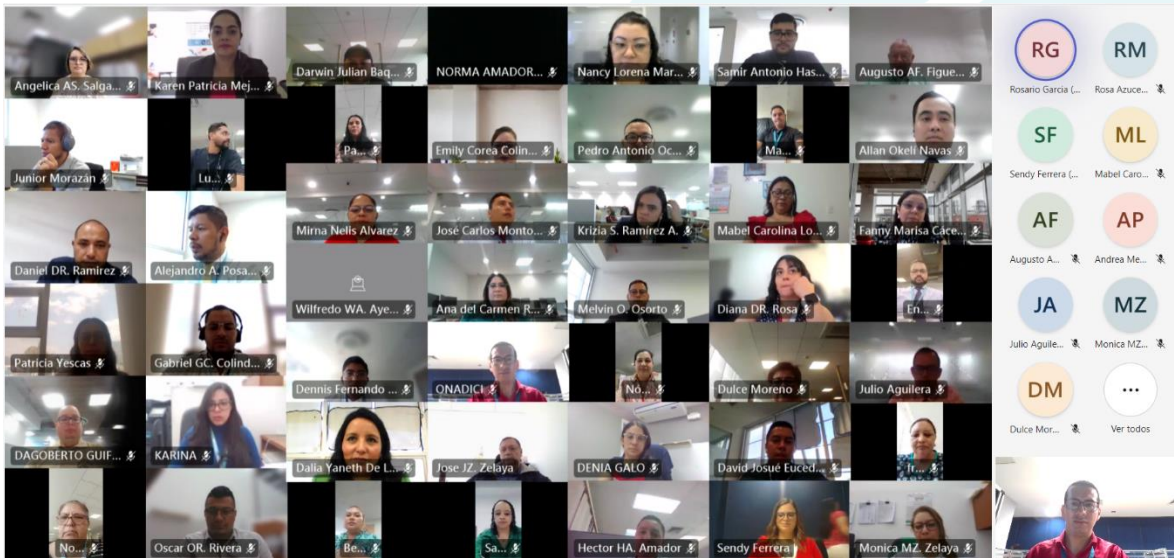 Angelica AS. Salga...
Karen Patricia Mej...
Darwin Julian Baq...
NORMA AMADOR...
Nancy Lorena Mar...
Samir Antonio Has...
Augusto AF. Figue...
Junior Morazán
Lu...
Pa...
Emily Corea Colin...
Pedro Antonio Oc...
Ma...
Allan Okeli Navas
Daniel DR. Ramirez
Alejandro A. Posa...
Mirna Nelis Alvarez
José Carlos Monto...
Krizia S. Ramirez A.
Mabel Carolina Lo...
Fanny Marisa Cáce...
Wilfredo WA. Aye...
Ana del Carmen R...
Melvin O. Osorto
Diana DR. Rosa
En...
Patricia Yescas
Gabriel GC. Colind...
Dennis Fernando ...
ONADICI
Nó...
Dulce Moreno
Julio Aguilera
DAGOBERTO GUIF...
KARINA
Dalia Yaneth De L...
Jose JZ. Zelaya
DENIA GALO
David Josué Euced...
Ir...
No...
Oscar OR. Rivera
Be...
Sa...
Hector HA. Amador
Sendy Ferrera
Monica MZ. Zelaya
RG
RM
Rosario Garcia (...
Rosa Azuce...
SF
ML
Sendy Ferrera (...
Mabel Caro...
AF
AP
Augusto A...
Andrea Me...
JA
MZ
Julio Aguile...
Monica MZ...
DM
...
Dulce Mor...
Ver todos